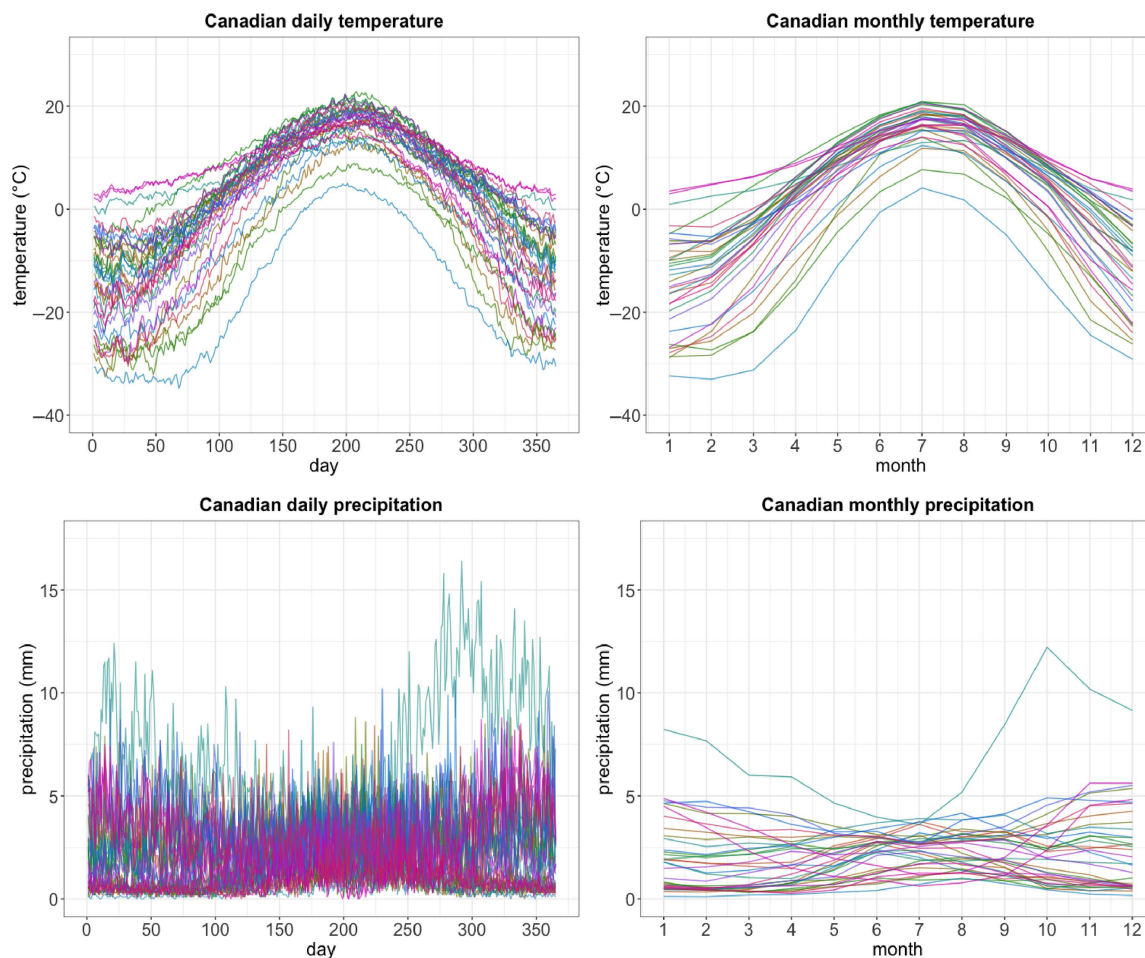 Canadian daily temperature
temperature (°C)
20
0
−20
−40
0 50 100 150 200 250 300 350
day
Canadian monthly temperature
temperature (°C)
20
0
−20
−40
1 2 3 4 5 6 7 8 9 10 11 12
month
Canadian daily precipitation
precipitation (mm)
15
10
5
0
0 50 100 150 200 250 300 350
day
Canadian monthly precipitation
precipitation (mm)
15
10
5
0
1 2 3 4 5 6 7 8 9 10 11 12
month